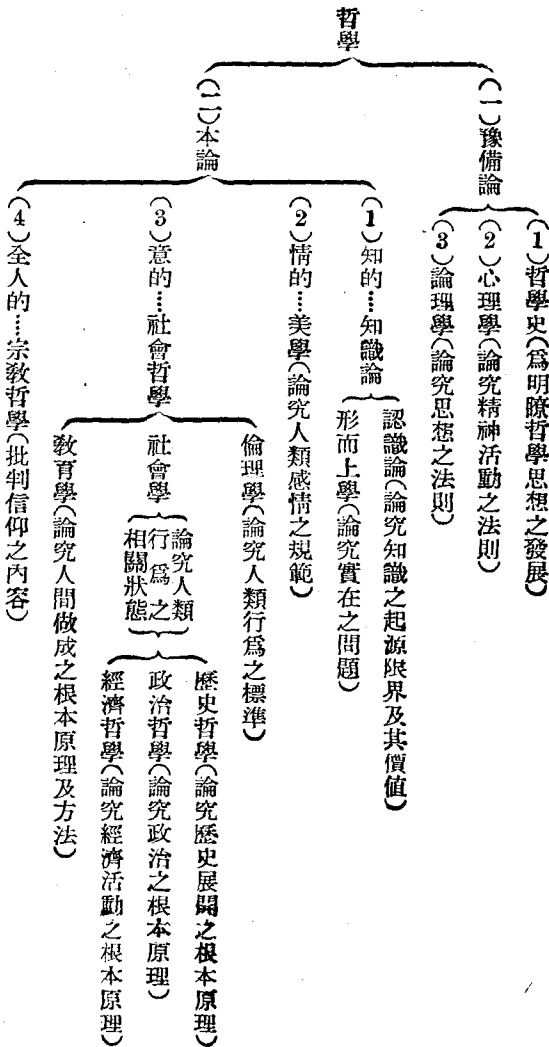 哲學
(一)豫備論
(1)哲學史(爲明瞭哲學思想之發展)
(2)心理學(論究精神活動之法則)
(3)論理學(論究思想之法則)
(二)本論
(1)知的…知識論
認識論(論究知識之起源限界及其價值)
形而上學(論究實在之問題)
(2)情的…美學(論究人類感情之規範)
(3)意的…社會哲學
倫理學(論究人類行爲之標準)
社會學
論究人類
行爲之
相關狀態
歷史哲學(論究歷史展開之根本原理)
政治哲學(論究政治之根本原理)
經濟哲學(論究經濟活動之根本原理)
敎育學(論究人間做成之根本原理及方法)
(4)全人的…宗敎哲學(批判信仰之內容)